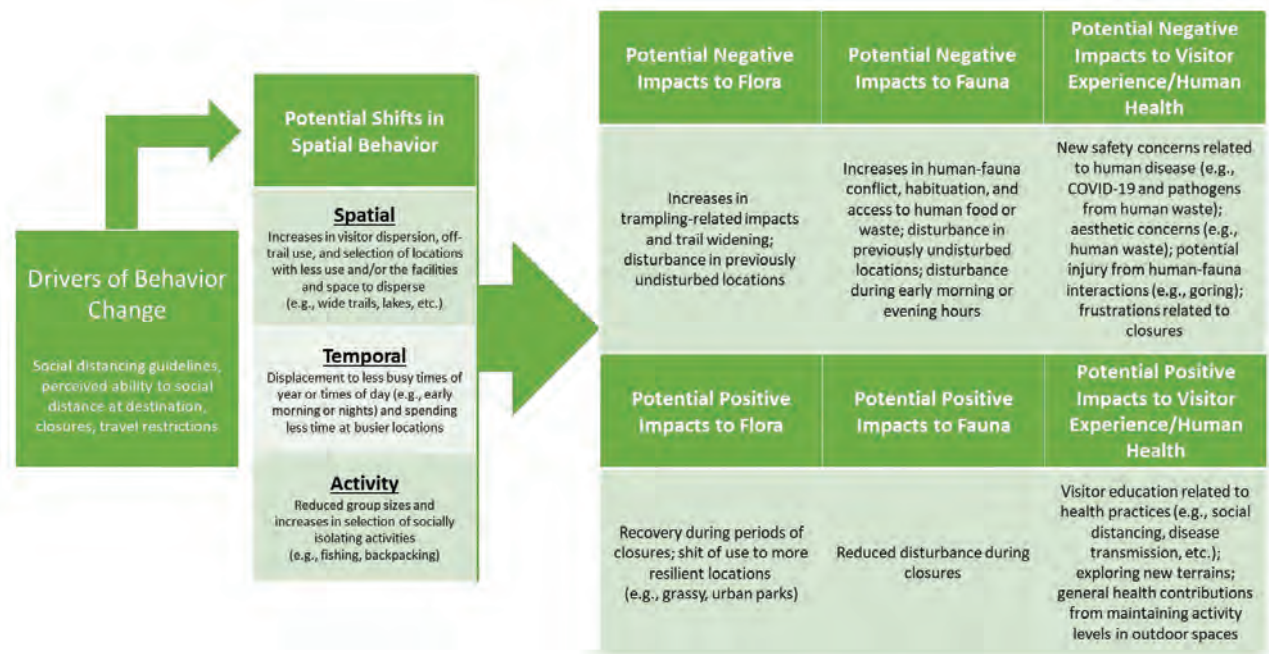 Drivers of Behavior
Change
Social distancing guidelines,
perceived ability to social
distance at destination,
closures, travel restrictions
Potential Shifts in
Spatial Behavior
Spatial
Increases in visitor dispersion, off-
trail use, and selection of locations
with less use and/or the facilities
and space to disperse
(e.g., wide trails, lakes, etc.)
Temporal
Displacement to less busy times of
year or times of day (e.g., early
morning or nights) and spending
less time at busier locations
Activity
Reduced group sizes and
increases in selection of socially
isolating activities
(e.g., fishing, backpacking)
Potential Negative
Impacts to Flora
Potential Negative
Impacts to Fauna
Potential Negative
Impacts to Visitor
Experience/Human
Health
Increases in
trampling-related impacts
and trail widening;
disturbance in previously
undisturbed locations
Increases in human-fauna
conflict, habituation, and
access to human food or
waste; disturbance in
previously undisturbed
locations; disturbance
during early morning or
evening hours
New safety concerns related
to human disease (e.g.,
COVID-19 and pathogens
from human waste);
aesthetic concerns (e.g.,
human waste); potential
injury from human-fauna
interactions (e.g., goring);
frustrations related to
closures
Potential Positive
Impacts to Flora
Potential Positive
Impacts to Fauna
Potential Positive
Impacts to Visitor
Experience/Human
Health
Recovery during periods of
closures; shit of use to more
resilient locations
(e.g., grassy, urban parks)
Reduced disturbance during
closures
Visitor education related to
health practices (e.g., social
distancing, disease
transmission, etc.);
exploring new terrains;
general health contributions
from maintaining activity
levels in outdoor spaces